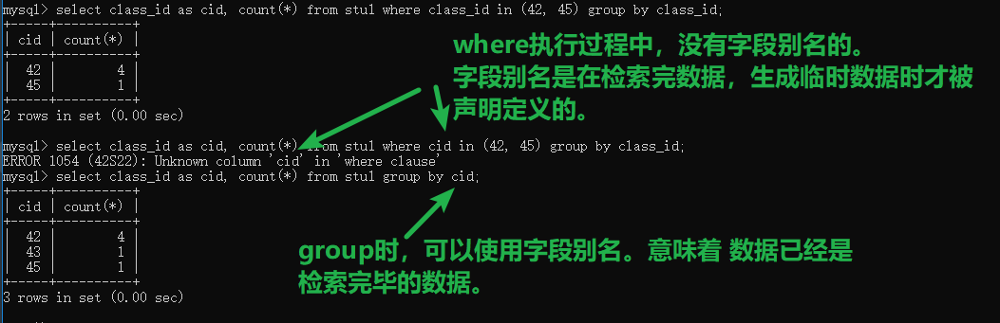 mysql> select class_id as cid, count(*) from stul where class_id in (42, 45) group by class_id;
+-----+----------+
| cid | count(*) |
+-----+----------+
| 42 | 4 |
| 45 | 1 |
+-----+----------+
2 rows in set (0.00 sec)
where执行过程中，没有字段别名的。
字段别名是在检索完数据，生成临时数据时才被
声明定义的。
mysql> select class_id as cid, count(*) from stul where cid in (42, 45) group by class_id;
ERROR 1054 (42S22): Unknown column 'cid' in 'where clause'
mysql> select class_id as cid, count(*) from stul group by cid;
+-----+----------+
| cid | count(*) |
+-----+----------+
| 42 | 4 |
| 43 | 1 |
| 45 | 1 |
+-----+----------+
3 rows in set (0.00 sec)
group时，可以使用字段别名。意味着 数据已经是
检索完毕的数据。